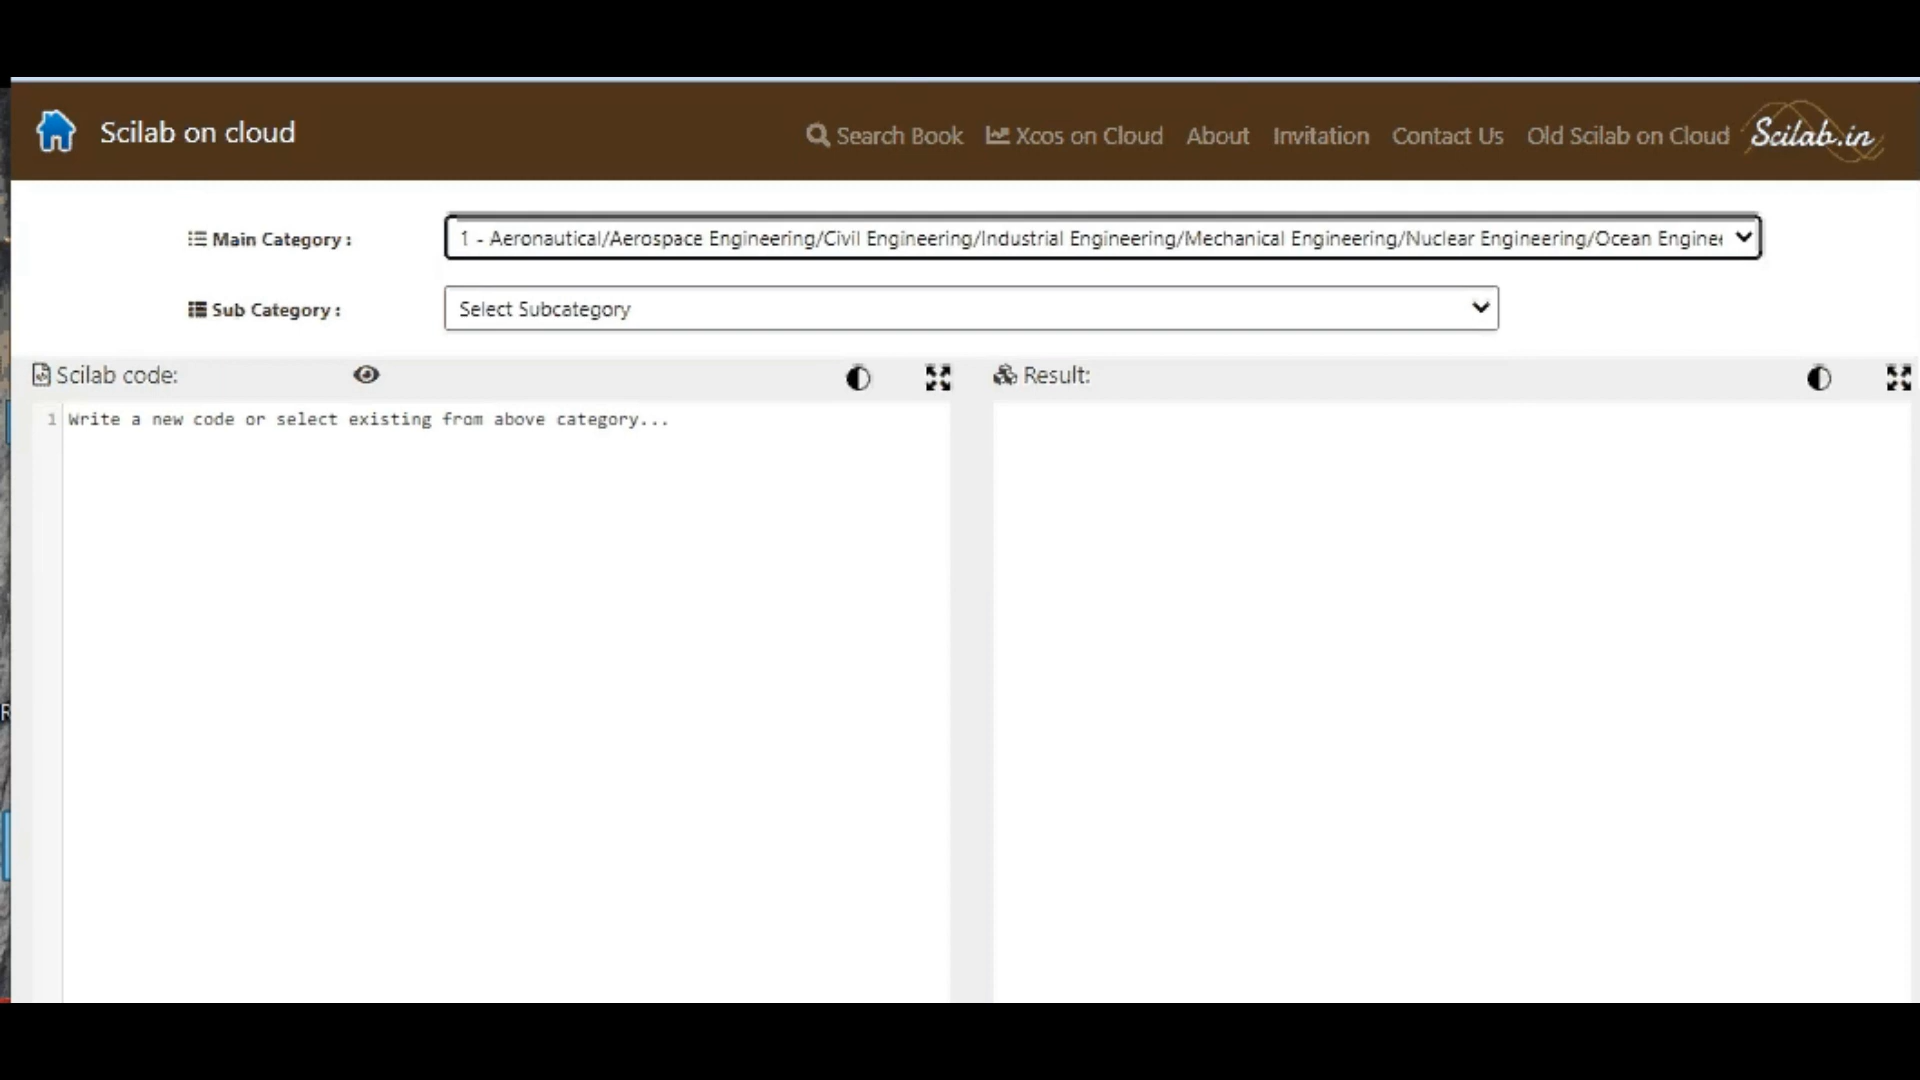 Scilab on cloud
Search Book Xcos on Cloud About Invitation Contact Us Old Scilab on Cloud Scilab.in
Main Category :
1 - Aeronautical/Aerospace Engineering/Civil Engineering/Industrial Engineering/Mechanical Engineering/Nuclear Engineering/Ocean Enginee
Sub Category :
Select Subcategory
Scilab code:
Result:
1 Write a new code or select existing from above category...
R